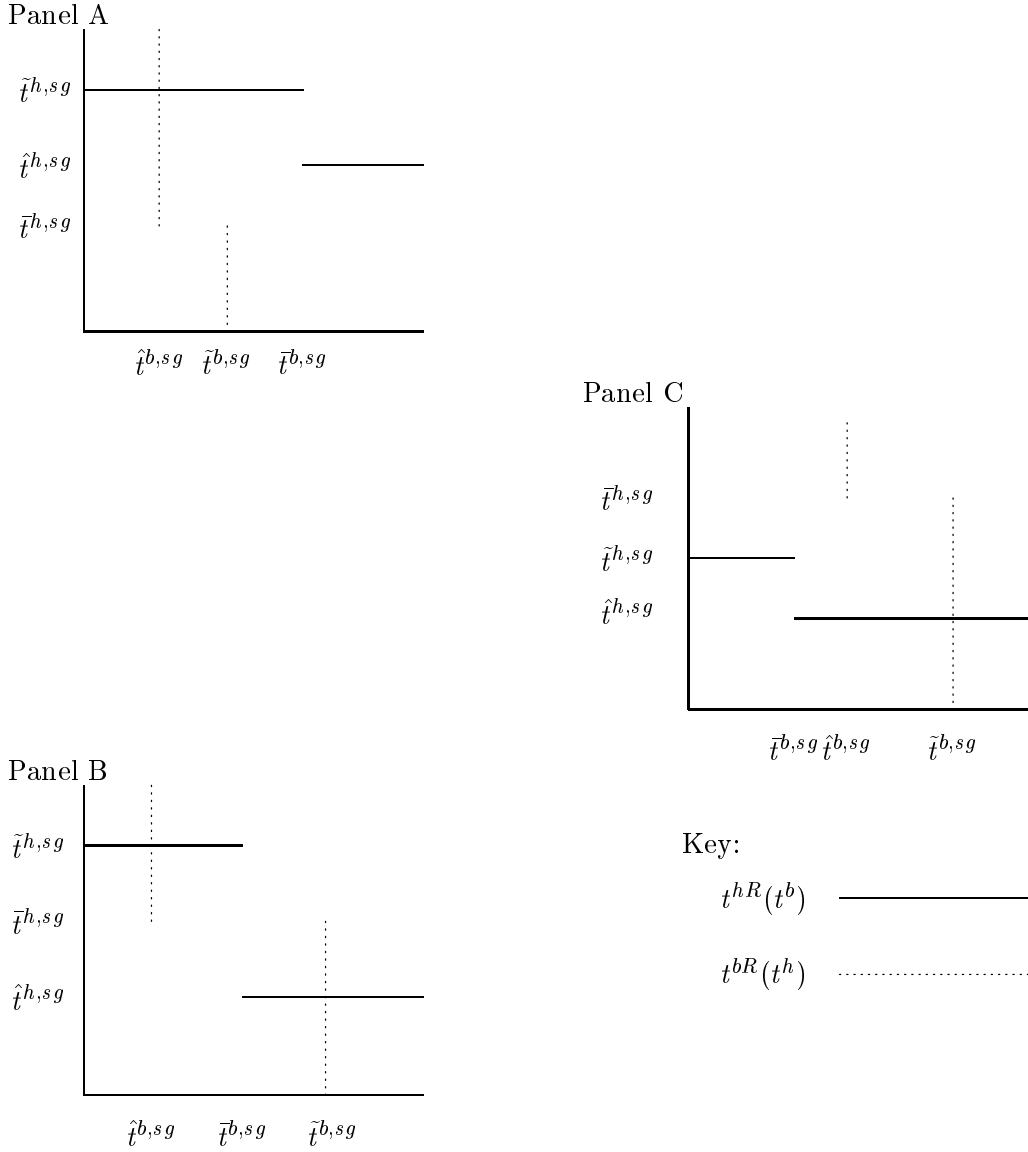 Panel A
t̃^{h,sg}
t̂^{h,sg}
t̄^{h,sg}
t̂^{b,sg} t̃^{b,sg} t̄^{b,sg}
Panel C
t̄^{h,sg}
t̃^{h,sg}
t̂^{h,sg}
t̄^{b,sg} t̂^{b,sg} t̃^{b,sg}
Panel B
t̃^{h,sg}
t̄^{h,sg}
t̂^{h,sg}
t̂^{b,sg} t̄^{b,sg} t̃^{b,sg}
Key:
t^{hR}(t^b)
t^{bR}(t^h)